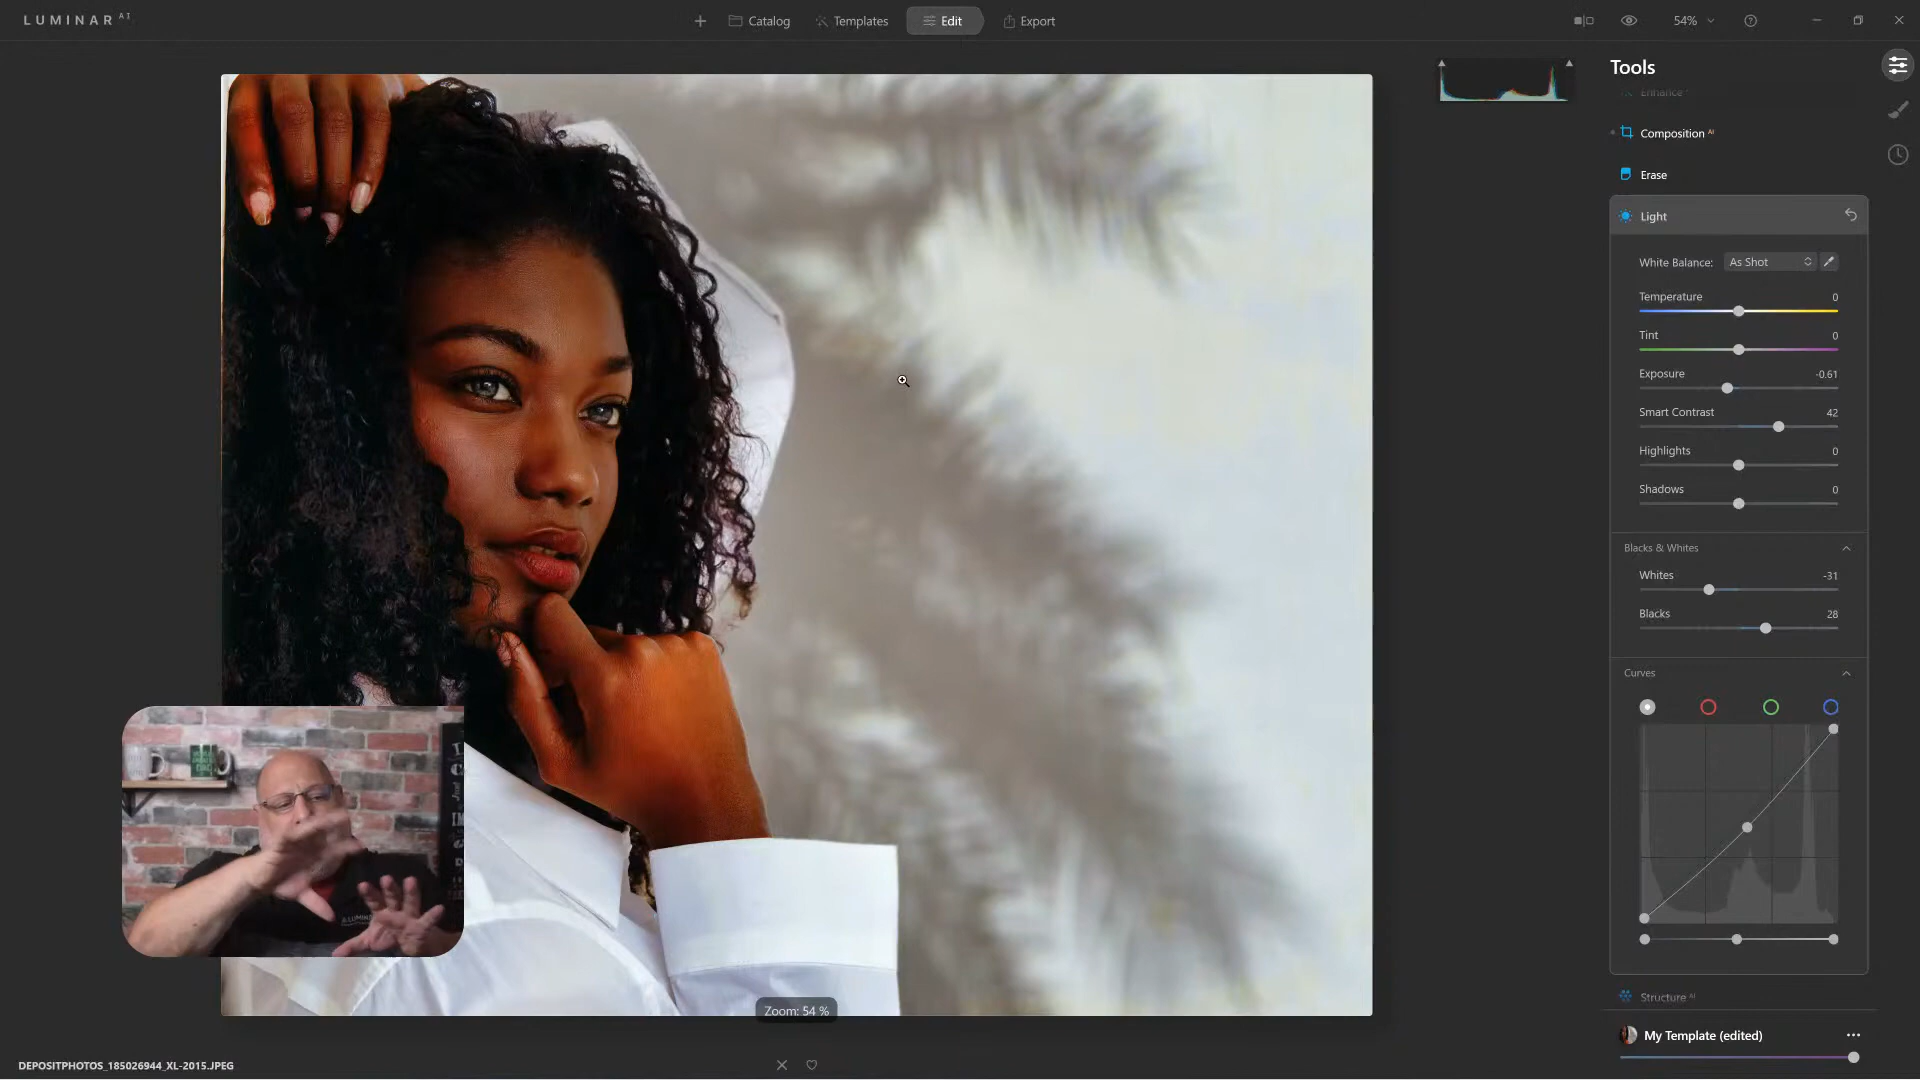 LUMINAR AI
Catalog
Templates
Edit
Export
54%
Tools
Enhance AI
Composition AI
Erase
Light
White Balance: As Shot
Temperature 0
Tint 0
Exposure -0.61
Smart Contrast 42
Highlights 0
Shadows 0
Blacks & Whites
Whites -31
Blacks 28
Curves
Structure AI
My Template (edited)
Zoom: 54 %
DEPOSITPHOTOS_185026944_XL-2015.JPEG